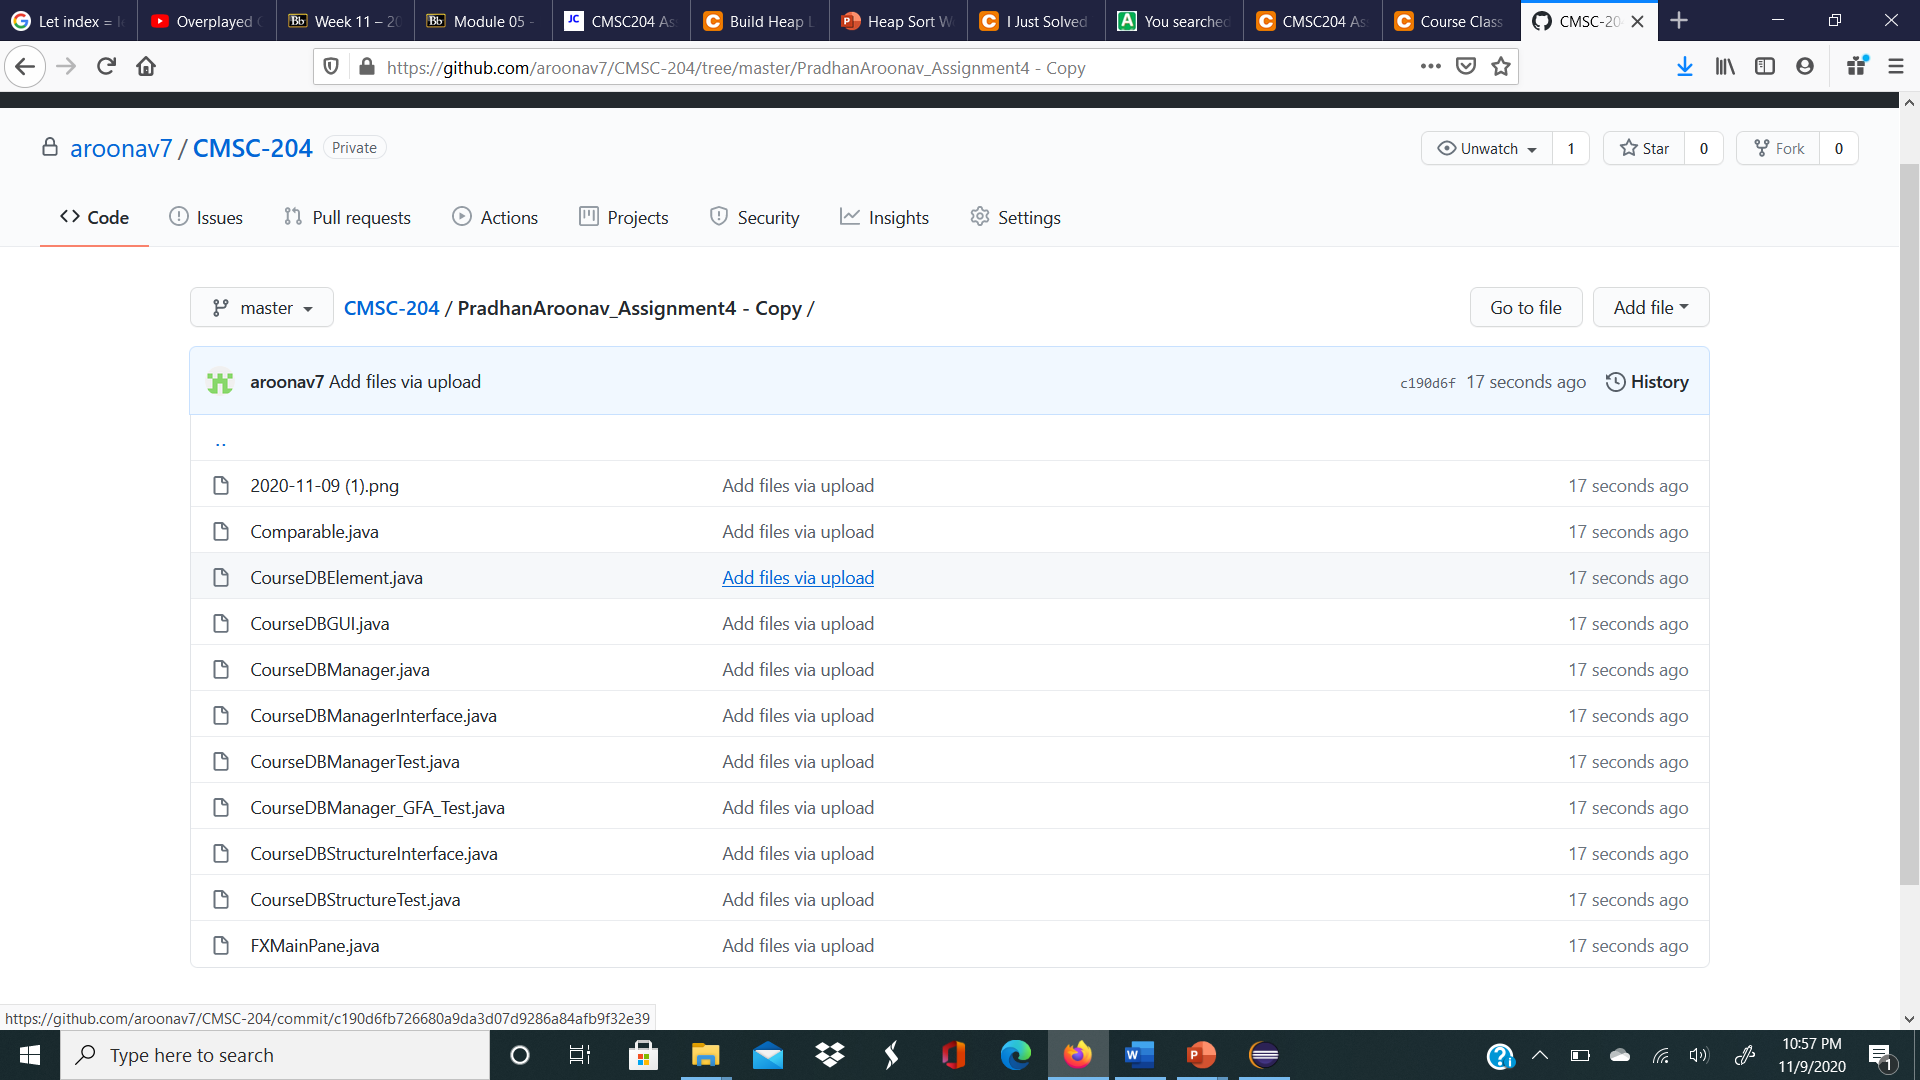 Let index = l
Overplayed
Week 11 – 20
Module 05 -
CMSC204 As
Build Heap L
Heap Sort W
I Just Solved
You searched
CMSC204 As
Course Class
CMSC-20
https://github.com/aroonav7/CMSC-204/tree/master/PradhanAroonav_Assignment4 - Copy
aroonav7 / CMSC-204 Private
Unwatch 1 Star 0 Fork 0
Code Issues Pull requests Actions Projects Security Insights Settings
master CMSC-204 / PradhanAroonav_Assignment4 - Copy / Go to file Add file
aroonav7 Add files via upload c190d6f 17 seconds ago History
..
2020-11-09 (1).png Add files via upload 17 seconds ago
Comparable.java Add files via upload 17 seconds ago
CourseDBElement.java Add files via upload 17 seconds ago
CourseDBGUI.java Add files via upload 17 seconds ago
CourseDBManager.java Add files via upload 17 seconds ago
CourseDBManagerInterface.java Add files via upload 17 seconds ago
CourseDBManagerTest.java Add files via upload 17 seconds ago
CourseDBManager_GFA_Test.java Add files via upload 17 seconds ago
CourseDBStructureInterface.java Add files via upload 17 seconds ago
CourseDBStructureTest.java Add files via upload 17 seconds ago
FXMainPane.java Add files via upload 17 seconds ago
https://github.com/aroonav7/CMSC-204/commit/c190d6fb726680a9da3d07d9286a84afb9f32e39
Type here to search
10:57 PM
11/9/2020
1